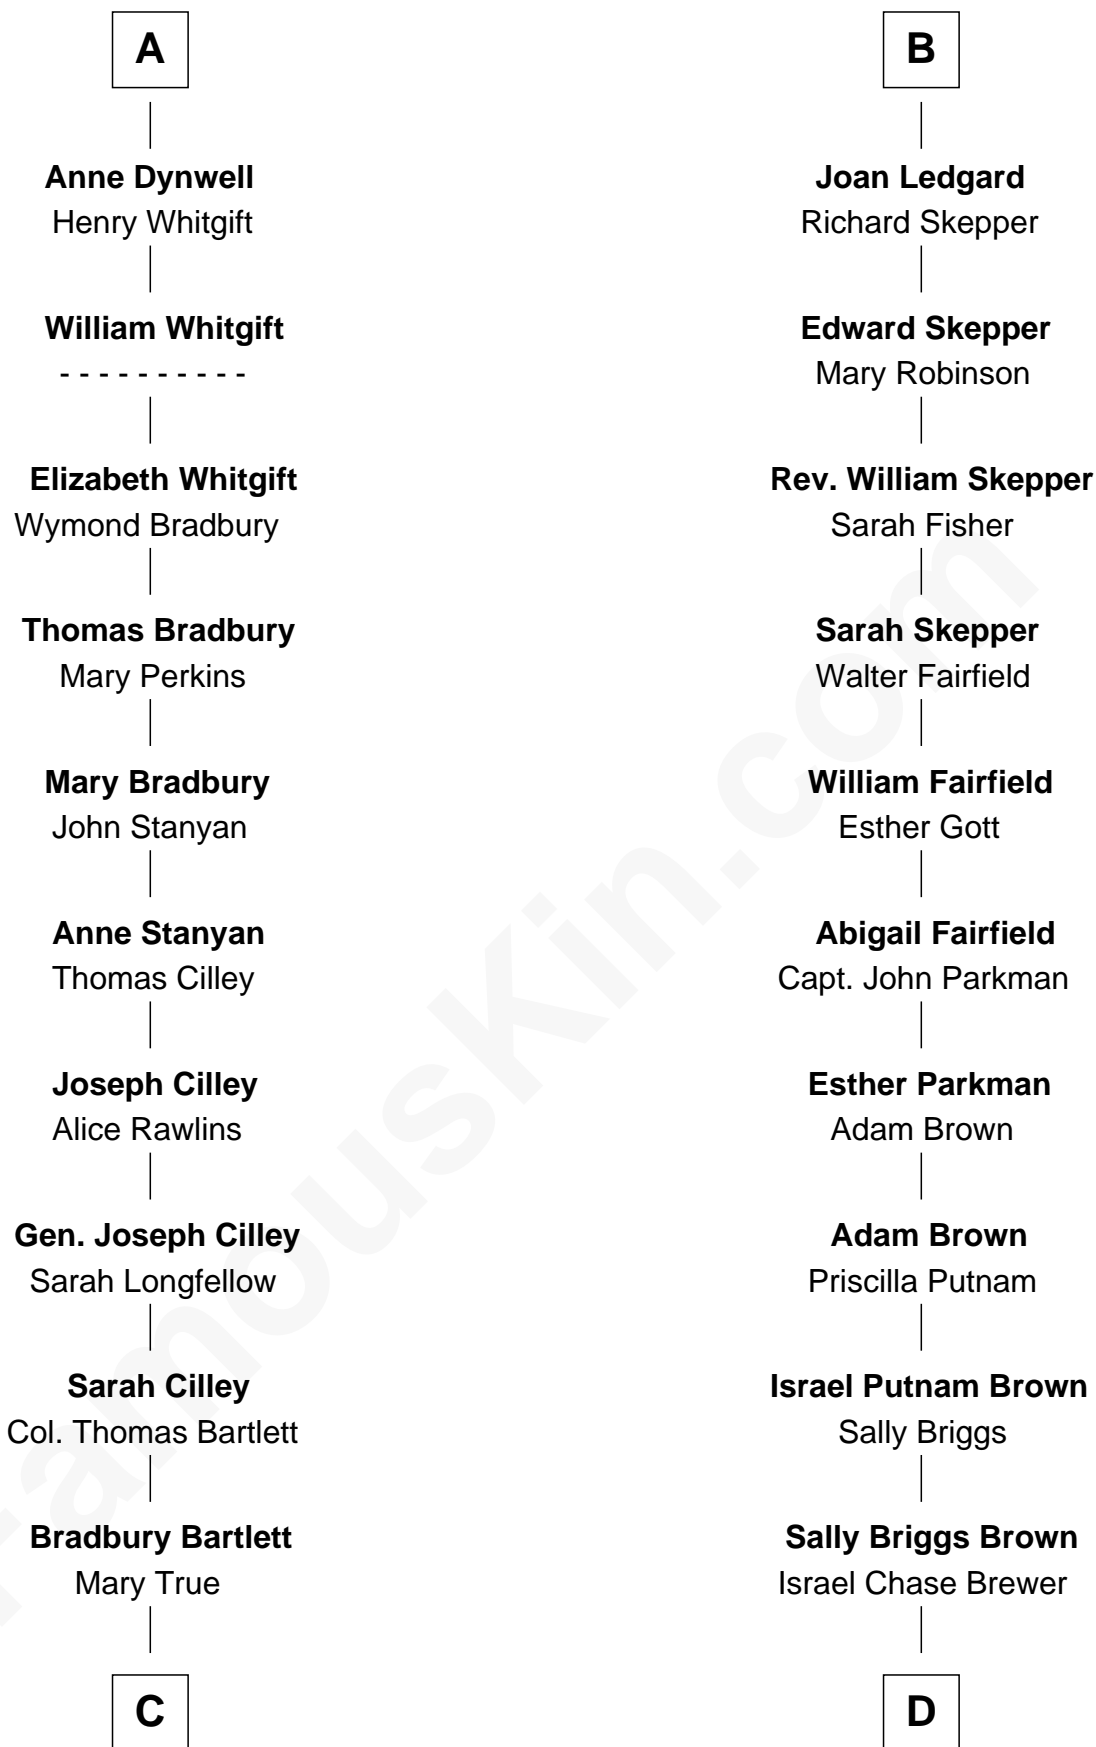 A
Anne Dynwell
Henry Whitgift
William Whitgift
- - - - - - - - - -
Elizabeth Whitgift
Wymond Bradbury
Thomas Bradbury
Mary Perkins
Mary Bradbury
John Stanyan
Anne Stanyan
Thomas Cilley
Joseph Cilley
Alice Rawlins
Gen. Joseph Cilley
Sarah Longfellow
Sarah Cilley
Col. Thomas Bartlett
Bradbury Bartlett
Mary True
C
B
Joan Ledgard
Richard Skepper
Edward Skepper
Mary Robinson
Rev. William Skepper
Sarah Fisher
Sarah Skepper
Walter Fairfield
William Fairfield
Esther Gott
Abigail Fairfield
Capt. John Parkman
Esther Parkman
Adam Brown
Adam Brown
Priscilla Putnam
Israel Putnam Brown
Sally Briggs
Sally Briggs Brown
Israel Chase Brewer
D
FamousKin.com